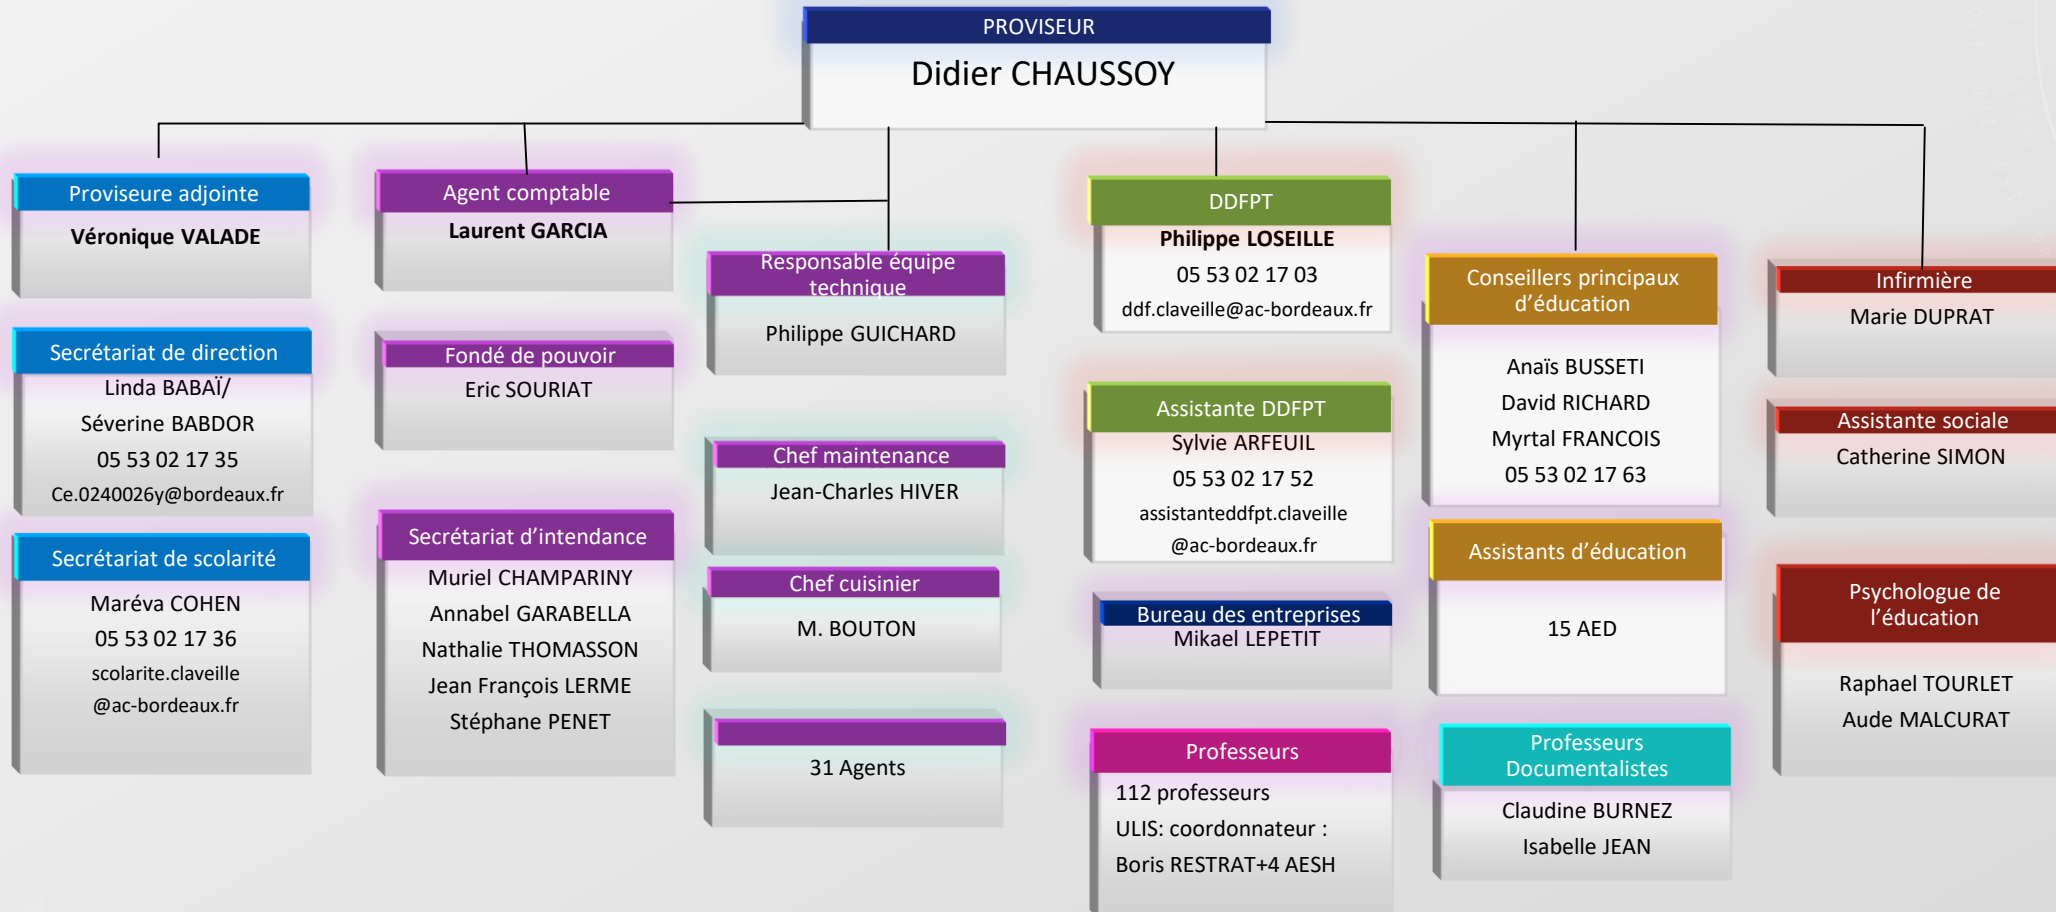 PROVISEUR
Didier CHAUSSOY
Proviseure adjointe
Véronique VALADE
Secrétariat de direction
Linda BABAÏ/
Séverine BABDOR
05 53 02 17 35
Ce.0240026y@bordeaux.fr
Secrétariat de scolarité
Maréva COHEN
05 53 02 17 36
scolarite.claveille
@ac-bordeaux.fr
Agent comptable
Laurent GARCIA
Fondé de pouvoir
Eric SOURIAT
Secrétariat d’intendance
Muriel CHAMPARINY
Annabel GARABELLA
Nathalie THOMASSON
Jean François LERME
Stéphane PENET
Responsable équipe
technique
Philippe GUICHARD
Chef maintenance
Jean-Charles HIVER
Chef cuisinier
M. BOUTON
31 Agents
DDFPT
Philippe LOSEILLE
05 53 02 17 03
ddf.claveille@ac-bordeaux.fr
Assistante DDFPT
Sylvie ARFEUIL
05 53 02 17 52
assistanteddfpt.claveille
@ac-bordeaux.fr
Bureau des entreprises
Mikael LEPETIT
Professeurs
112 professeurs
ULIS: coordonnateur :
Boris RESTRAT+4 AESH
Conseillers principaux
d’éducation
Anaïs BUSSETI
David RICHARD
Myrtal FRANCOIS
05 53 02 17 63
Assistants d’éducation
15 AED
Professeurs
Documentalistes
Claudine BURNEZ
Isabelle JEAN
Infirmière
Marie DUPRAT
Assistante sociale
Catherine SIMON
Psychologue de
l’éducation
Raphael TOURLET
Aude MALCURAT